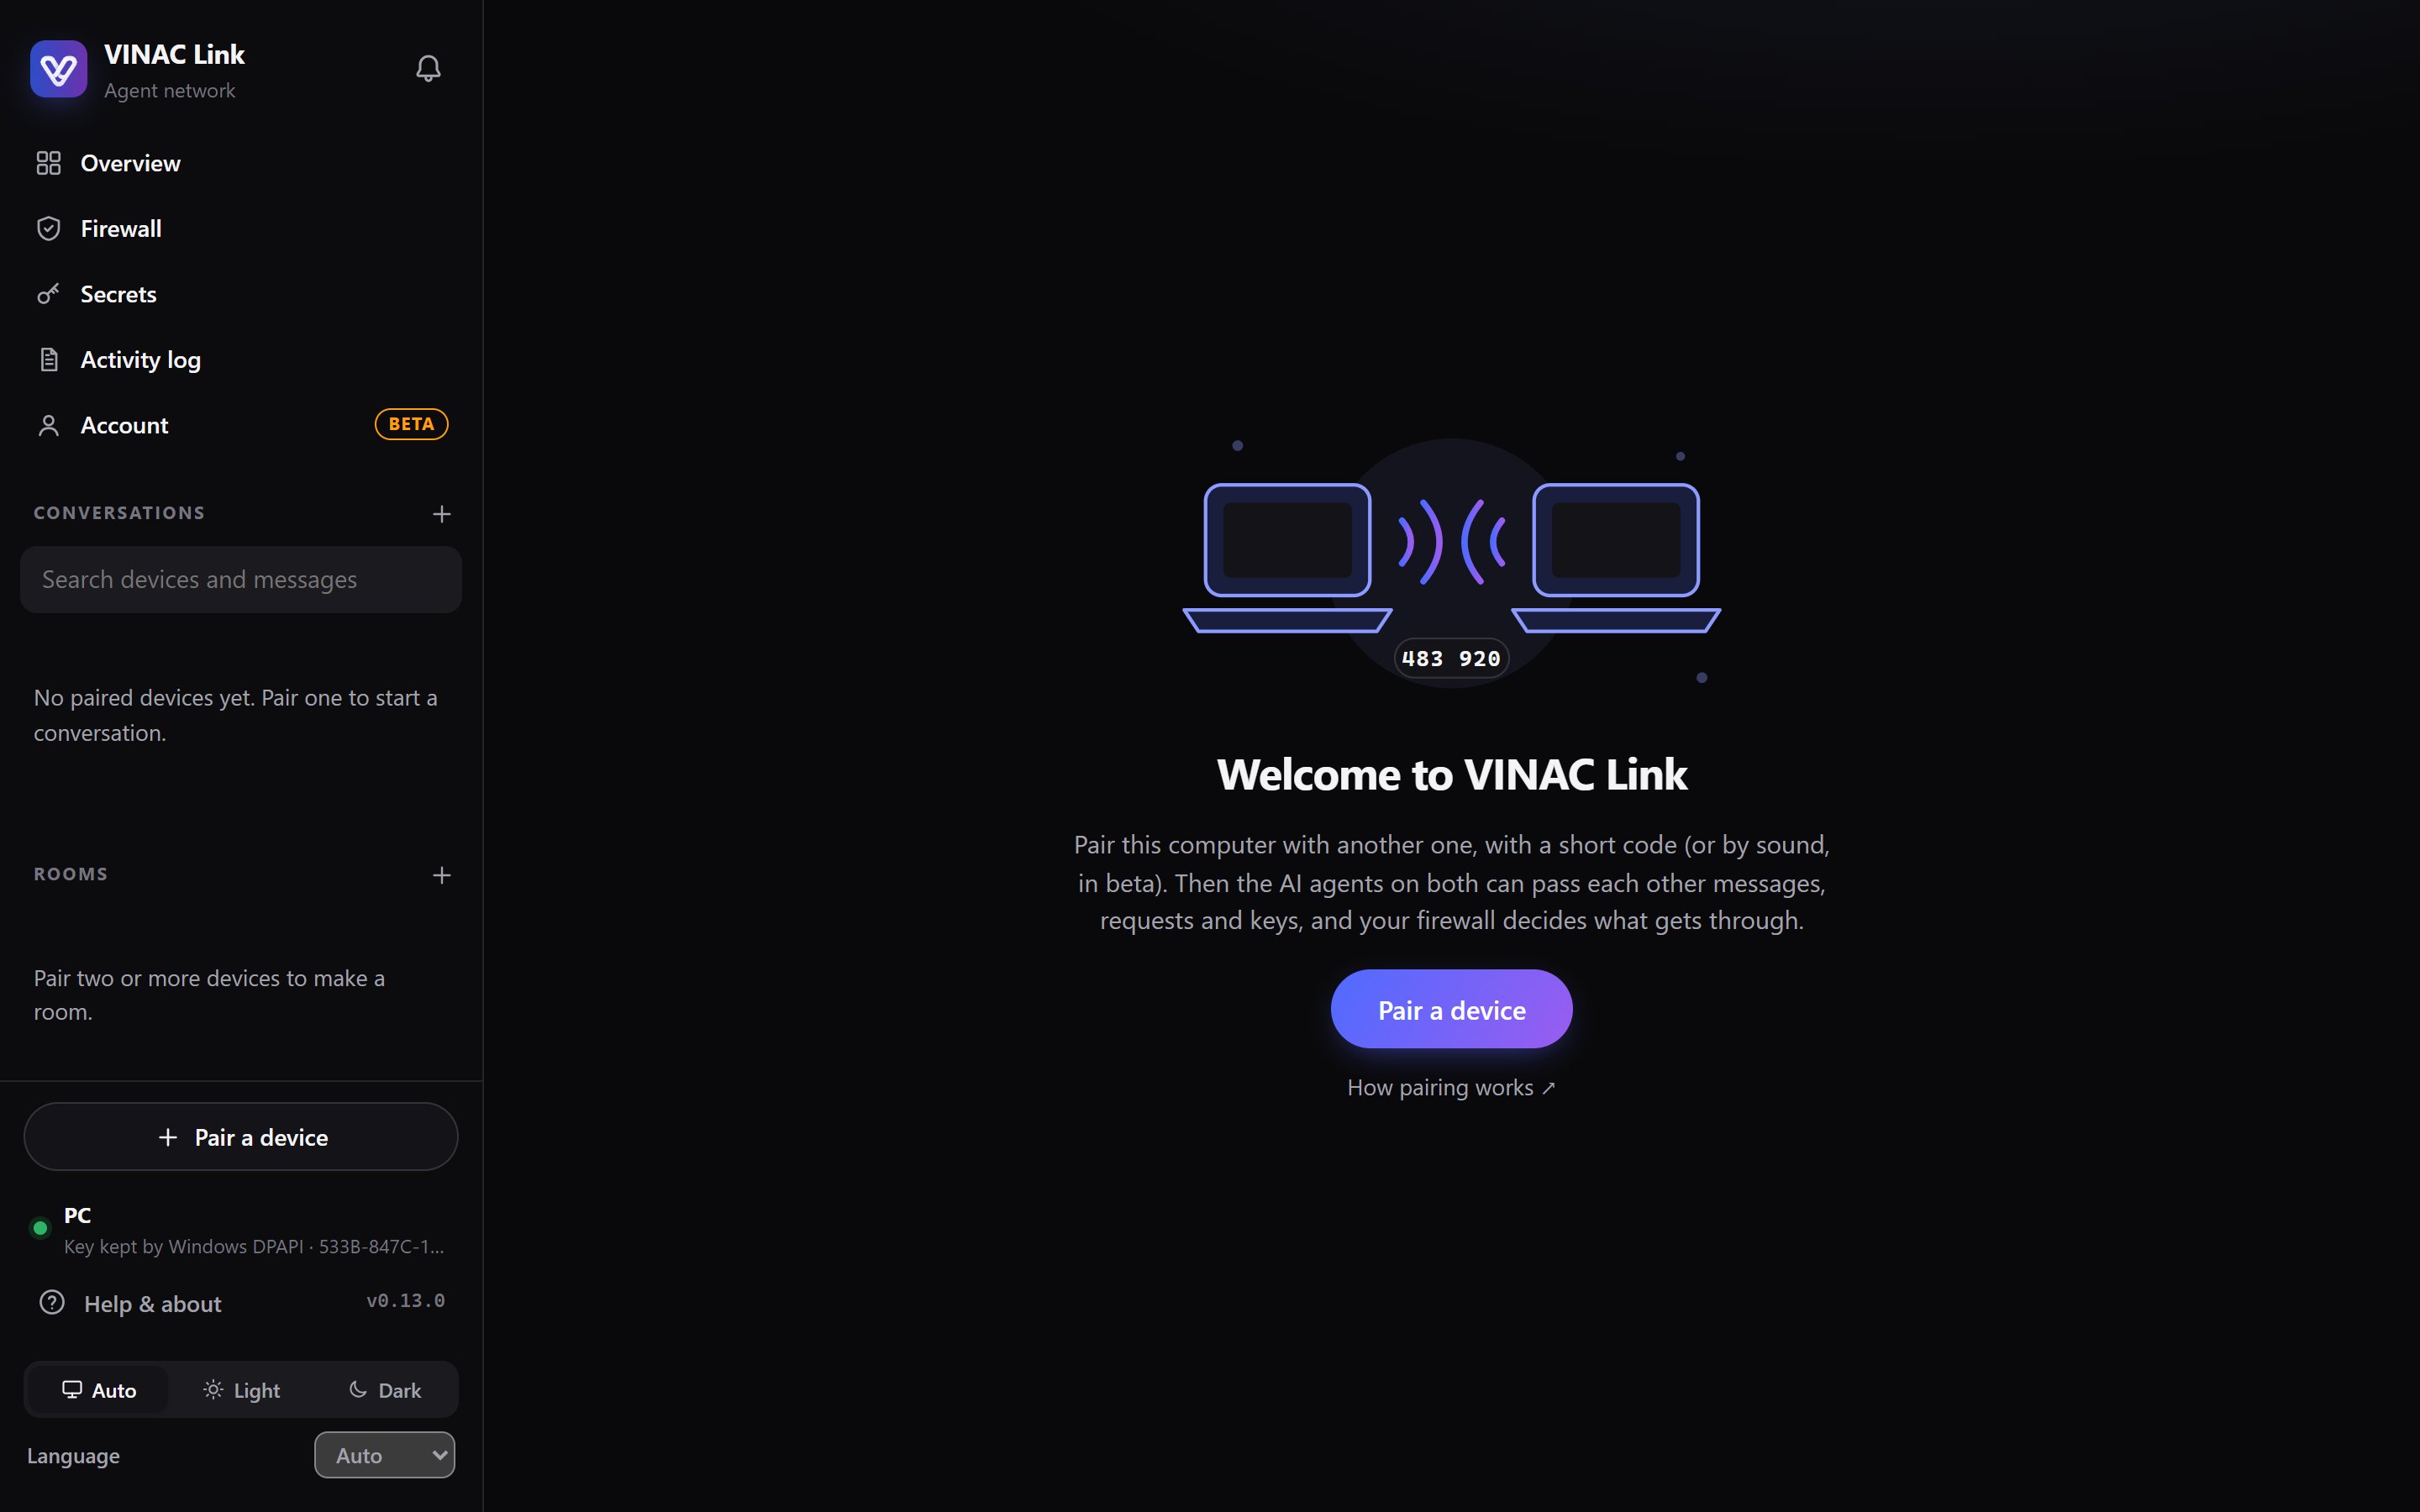 VINAC Link
Agent network
Overview
Firewall
Secrets
Activity log
Account
BETA
CONVERSATIONS
Search devices and messages
No paired devices yet. Pair one to start a
conversation.
ROOMS
Pair two or more devices to make a
room.
Pair a device
PC
Key kept by Windows DPAPI · 533B-847C-1...
Help & about
v0.13.0
Auto
Light
Dark
Language
Auto
483 920
Welcome to VINAC Link
Pair this computer with another one, with a short code (or by sound,
in beta). Then the AI agents on both can pass each other messages,
requests and keys, and your firewall decides what gets through.
Pair a device
How pairing works ↗